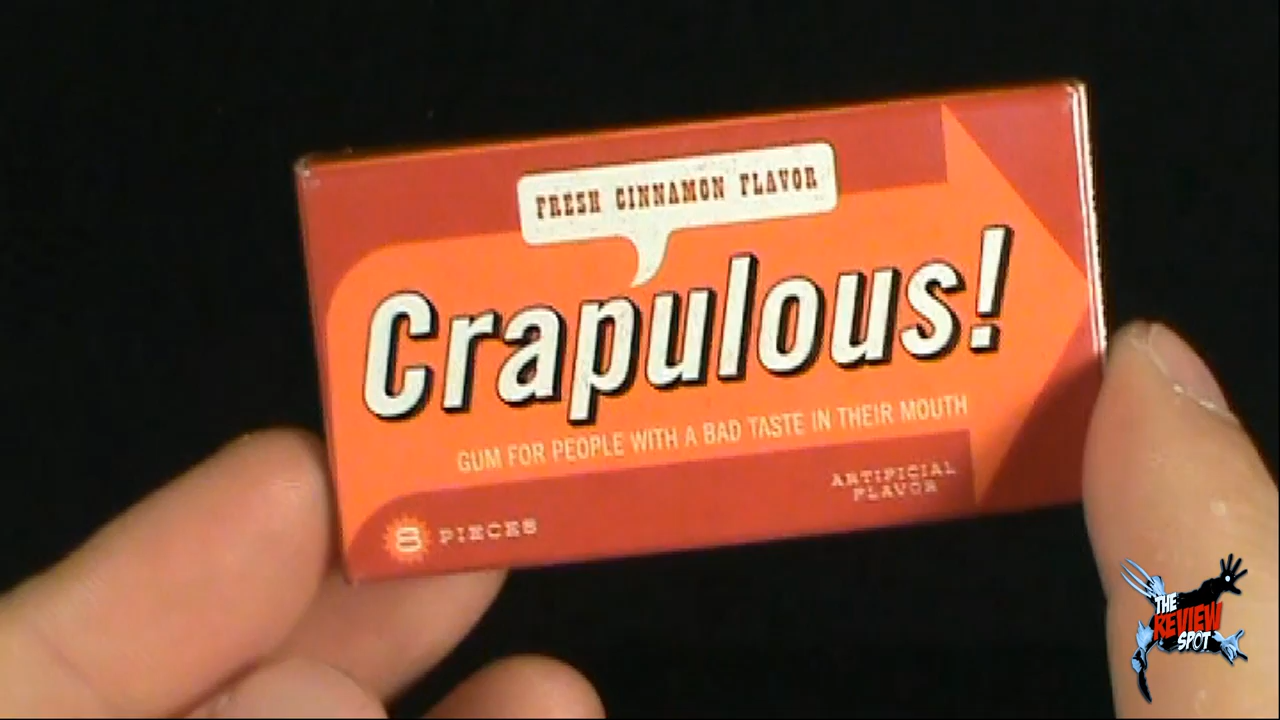 FRESH CINNAMON FLAVOR
Crapulous!
GUM FOR PEOPLE WITH A BAD TASTE IN THEIR MOUTH
ARTIFICIAL
FLAVOR
8 PIECES
THE
REVIEW
SPOT